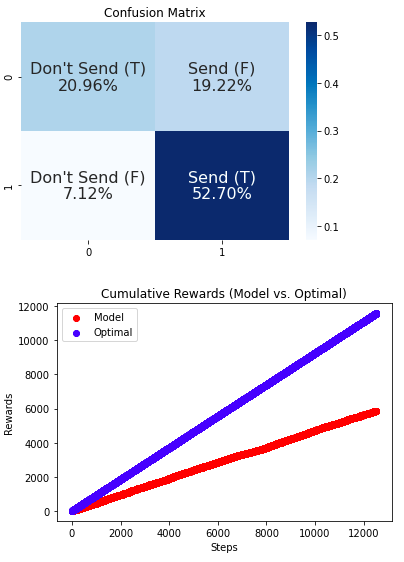 Confusion Matrix
Don't Send (T)
20.96%
Send (F)
19.22%
Don't Send (F)
7.12%
Send (T)
52.70%
0
1
0
1
0.5
0.4
0.3
0.2
0.1
Cumulative Rewards (Model vs. Optimal)
Model
Optimal
12000
10000
8000
6000
4000
2000
0
Rewards
0
2000
4000
6000
8000
10000
12000
Steps